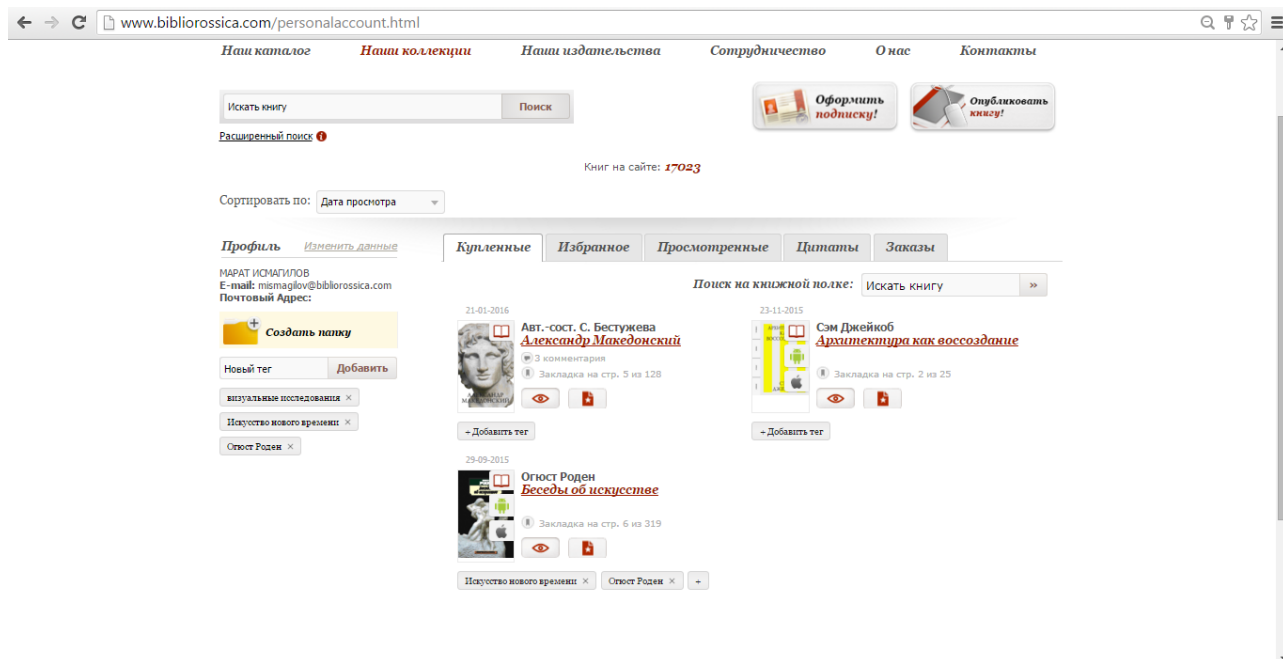 www.bibliorossica.com/personalaccount.html
Наш каталог Наши коллекции Наши издательства Сотрудничество О нас Контакты
Искать книгу Поиск
Оформить
подписку!
Опубликовать
книгу!
Расширенный поиск
Книг на сайте: 17023
Сортировать по: Дата просмотра
Профиль Изменить данные
Купленные Избранное Просмотренные Цитаты Заказы
МАРАТ ИСМАГИЛОВ
E-mail: mismagilov@bibliorossica.com
Почтовый Адрес:
Создать папку
Новый тег Добавить
визуальные исследования ×
Искусство нового времени ×
Огюст Роден ×
Поиск на книжной полке: Искать книгу »
21-01-2016
Авт.-сост. С. Бестужева
Александр Македонский
3 комментария
Закладка на стр. 5 из 128
+ Добавить тег
23-11-2015
Сэм Джейкоб
Архитектура как воссоздание
Закладка на стр. 2 из 25
+ Добавить тег
29-09-2015
Огюст Роден
Беседы об искусстве
Закладка на стр. 6 из 319
Искусство нового времени × Огюст Роден × +